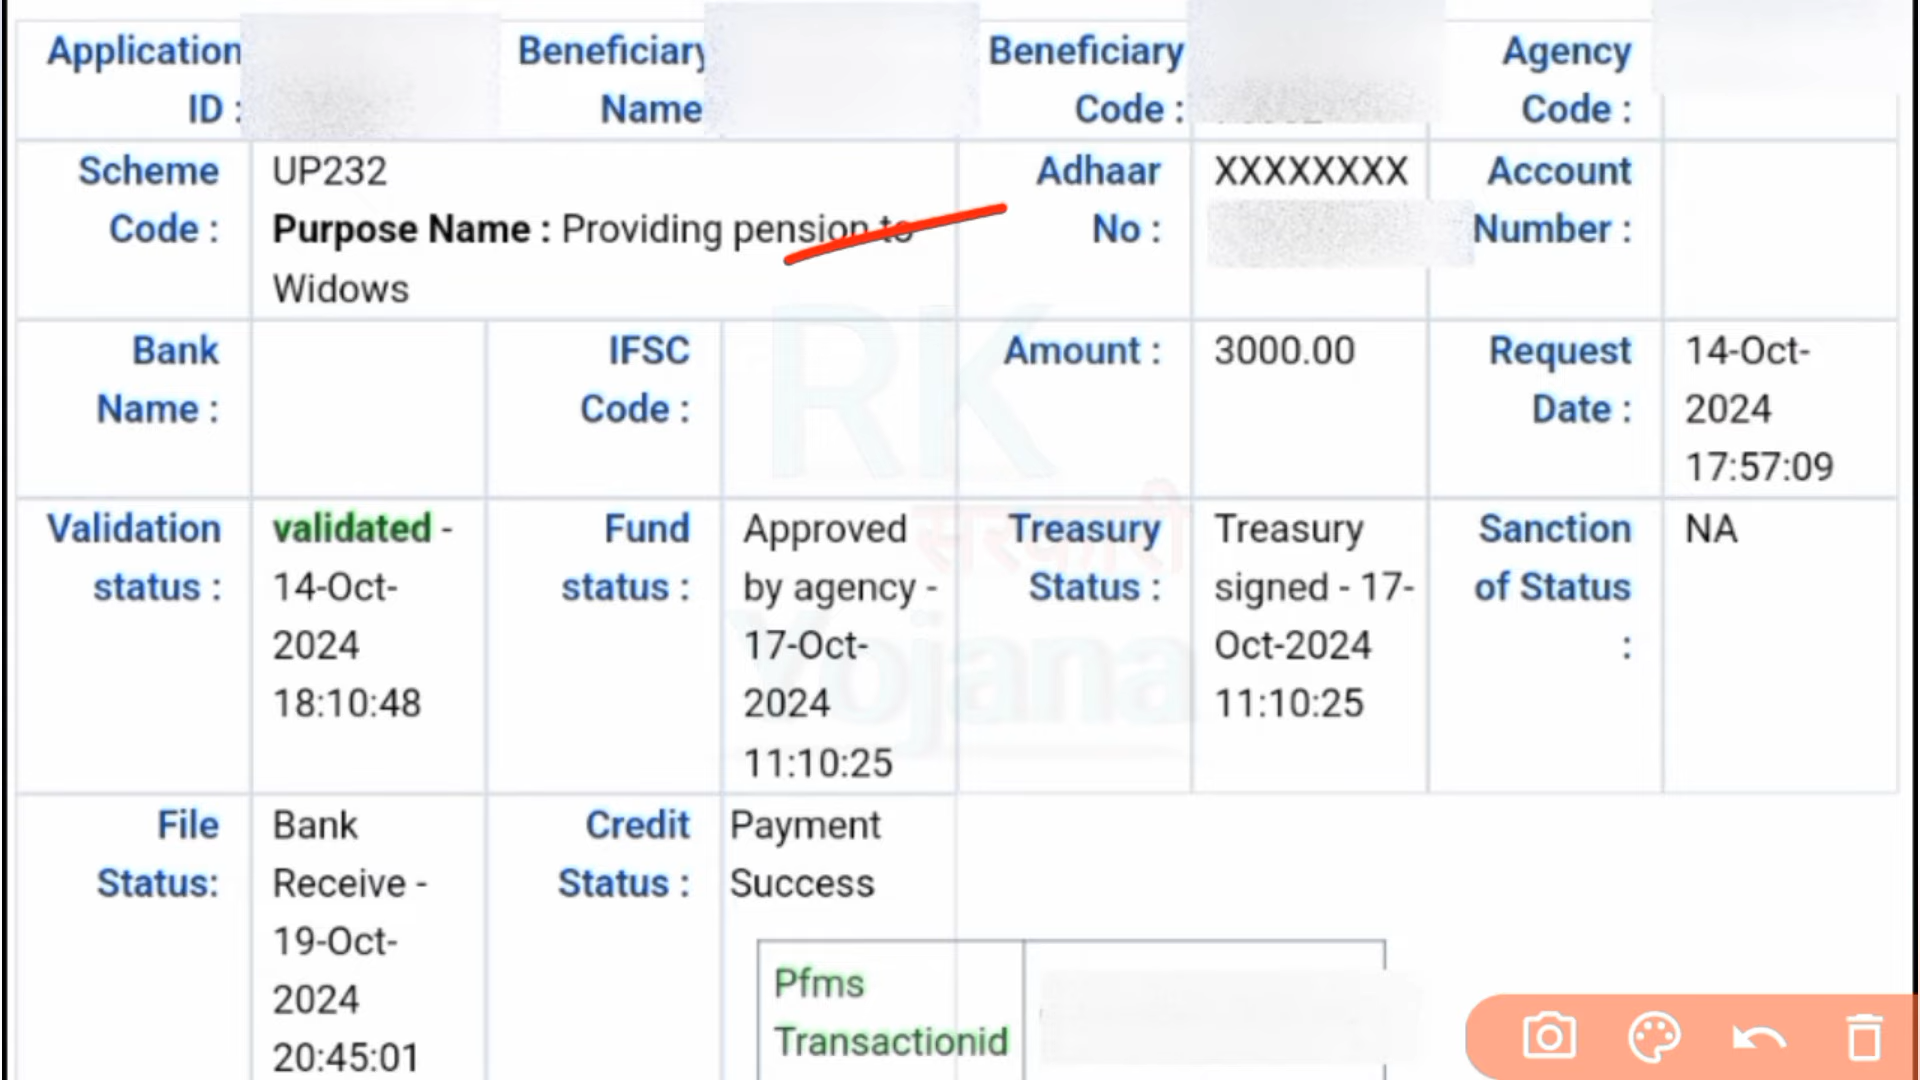 Application
ID :
Beneficiary
Name
Beneficiary
Code :
Agency
Code :
Scheme
Code :
UP232
Purpose Name : Providing pension to
Widows
Adhaar
No :
XXXXXXXX
Account
Number :
Bank
Name :
IFSC
Code :
Amount :
3000.00
Request
Date :
14-Oct-
2024
17:57:09
Validation
status :
validated -
14-Oct-
2024
18:10:48
Fund
status :
Approved
by agency -
17-Oct-
2024
11:10:25
Treasury
Status :
Treasury
signed - 17-
Oct-2024
11:10:25
Sanction
of Status
:
NA
File
Status:
Bank
Receive -
19-Oct-
2024
20:45:01
Credit
Status :
Payment
Success
Pfms
Transactionid
RK
सरकारी
Yojana